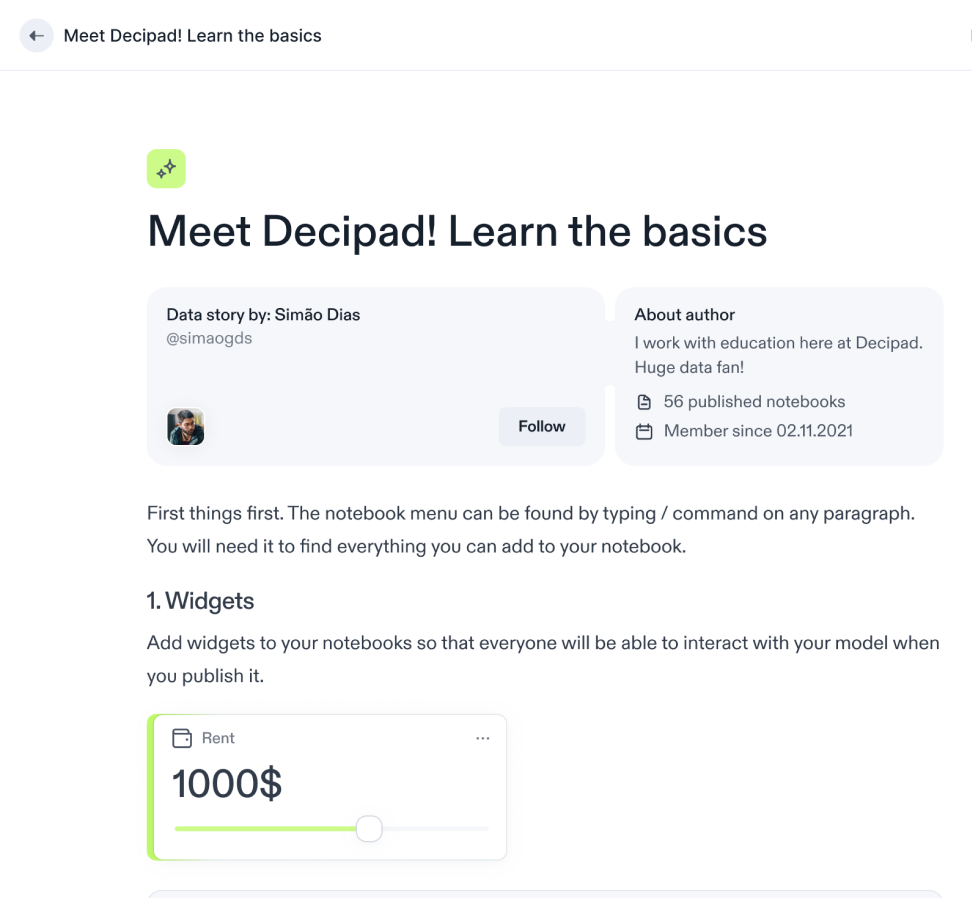 Meet Decipad! Learn the basics
Meet Decipad! Learn the basics
Data story by: Simão Dias
@simaogds
Follow
About author
I work with education here at Decipad.
Huge data fan!
56 published notebooks
Member since 02.11.2021
First things first. The notebook menu can be found by typing / command on any paragraph.
You will need it to find everything you can add to your notebook.
1. Widgets
Add widgets to your notebooks so that everyone will be able to interact with your model when
you publish it.
Rent
1000$